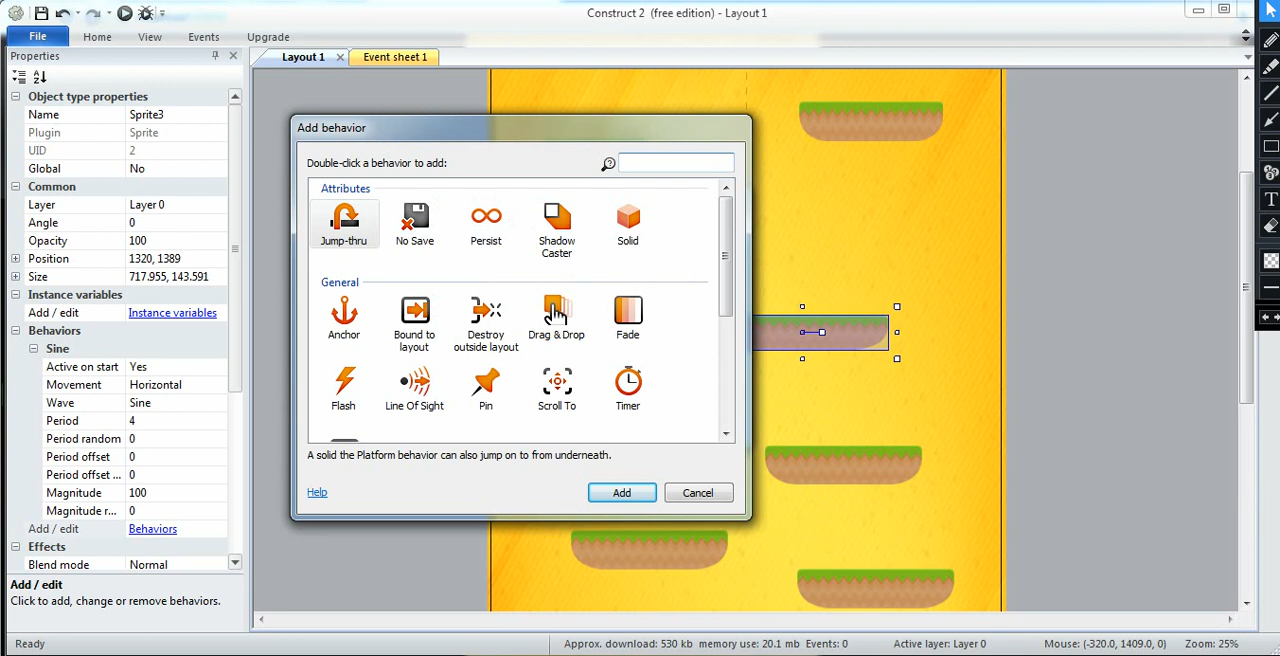 Construct 2 (free edition) - Layout 1
File Home View Events Upgrade
Properties
Layout 1
Event sheet 1
Object type properties
Name Sprite3
Plugin Sprite
UID 2
Global No
Common
Layer Layer 0
Angle 0
Opacity 100
Position 1320, 1389
Size 717.955, 143.591
Instance variables
Add / edit Instance variables
Behaviors
Sine
Active on start Yes
Movement Horizontal
Wave Sine
Period 4
Period random 0
Period offset 0
Period offset ... 0
Magnitude 100
Magnitude r... 0
Add / edit Behaviors
Effects
Blend mode Normal
Add / edit
Click to add, change or remove behaviors.
Add behavior
Double-click a behavior to add:
Attributes
Jump-thru No Save Persist Shadow Caster Solid
General
Anchor Bound to layout Destroy outside layout Drag & Drop Fade
Flash Line Of Sight Pin Scroll To Timer
A solid the Platform behavior can also jump on to from underneath.
Help Add Cancel
T
Ready Approx. download: 530 kb memory use: 20.1 mb Events: 0 Active layer: Layer 0 Mouse: (-320.0, 1409.0, 0) Zoom: 25%